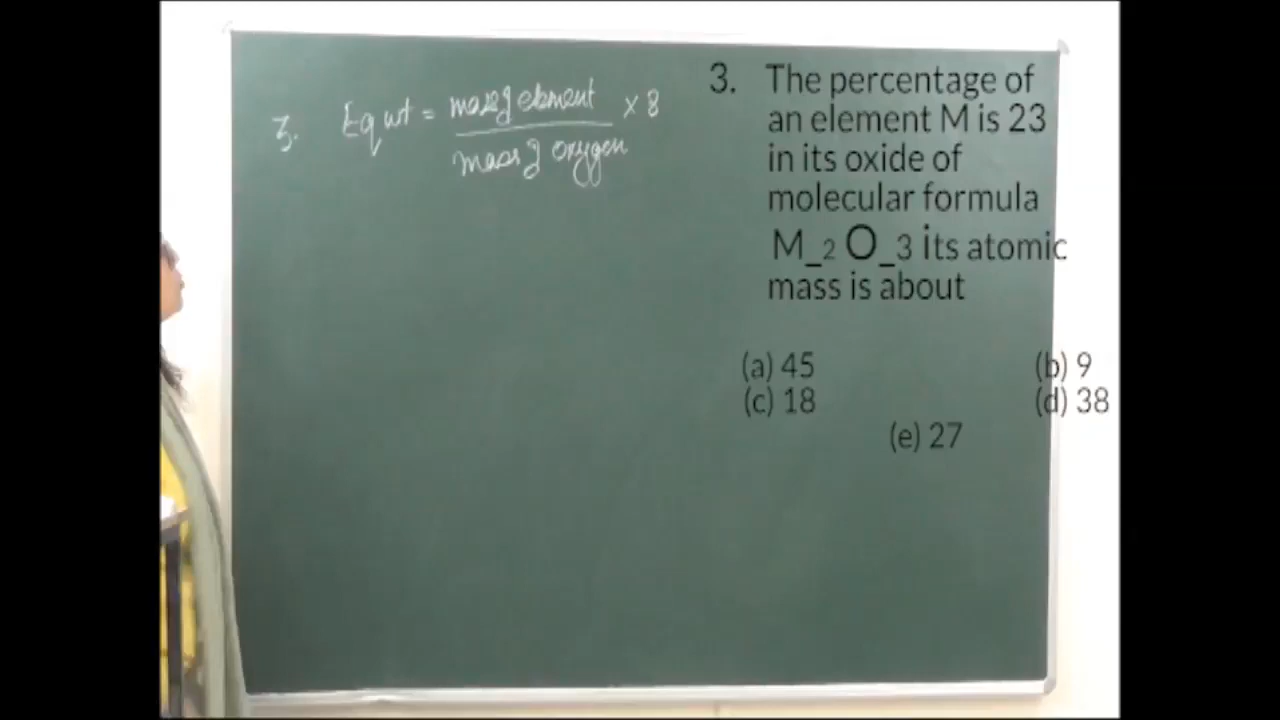 3. Eq wt = mass of element × 8
mass of oxygen
3. The percentage of
an element M is 23
in its oxide of
molecular formula
M_2 O_3 its atomic
mass is about
(a) 45 (b) 9
(c) 18 (d) 38
(e) 27